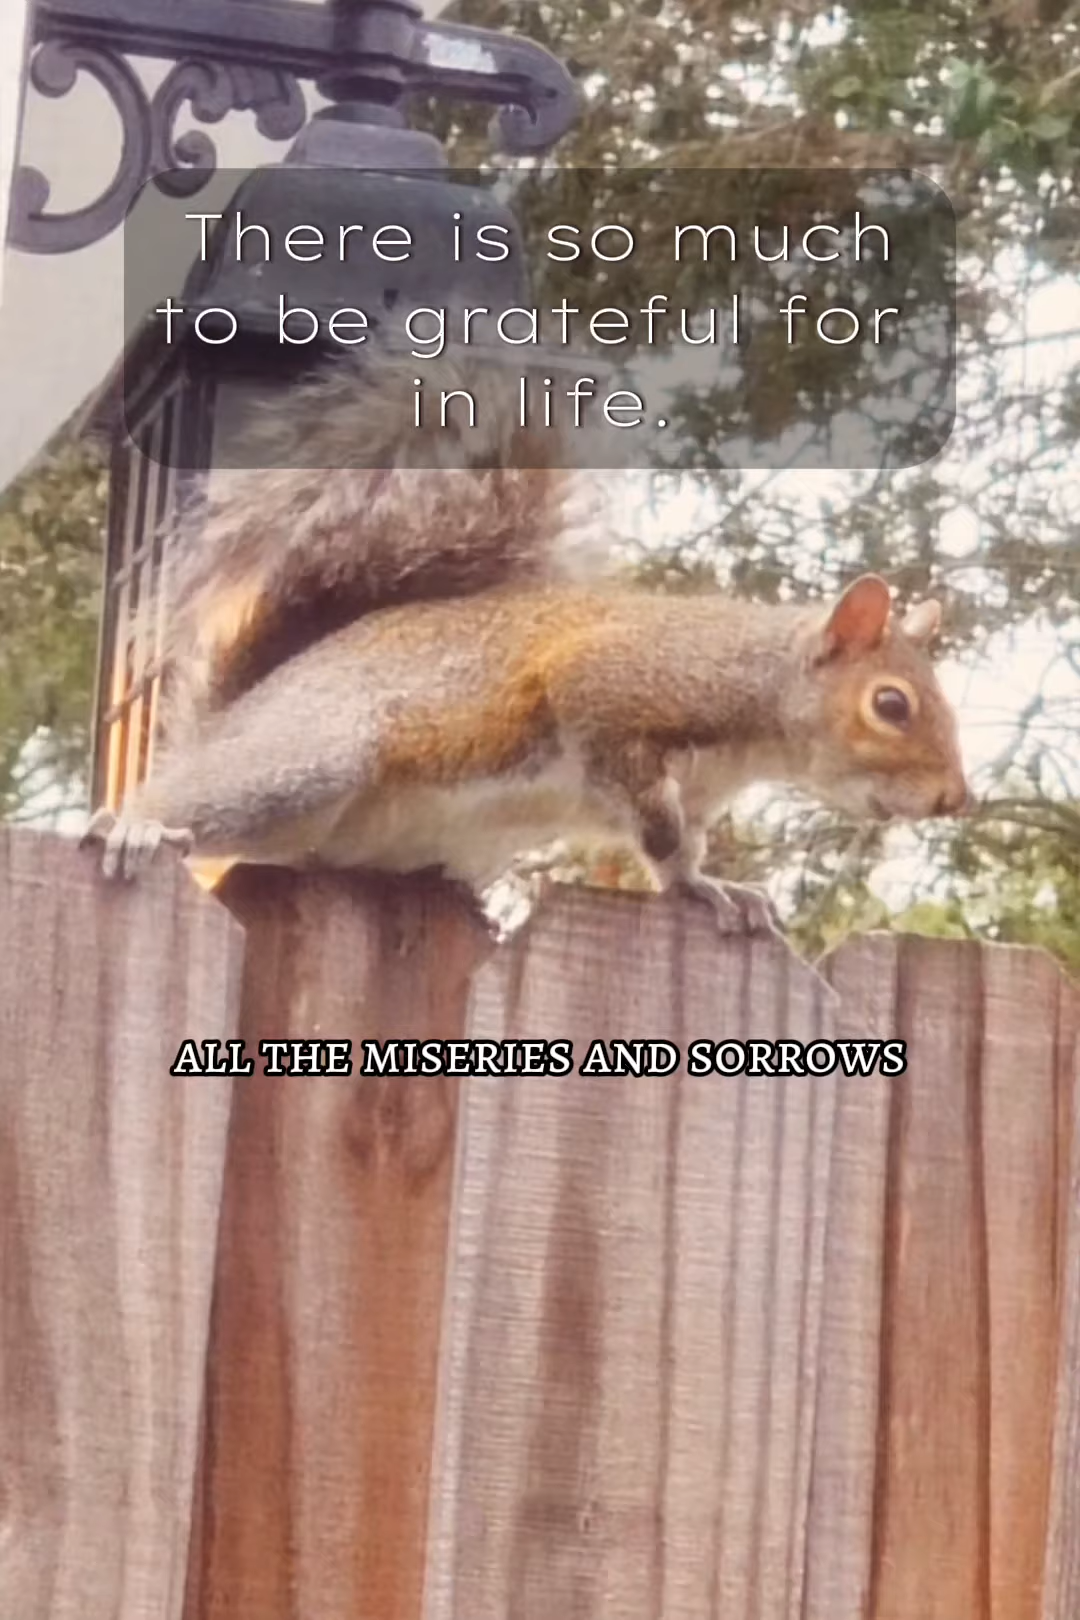 There is so much
to be grateful for
in life.
ALL THE MISERIES AND SORROWS